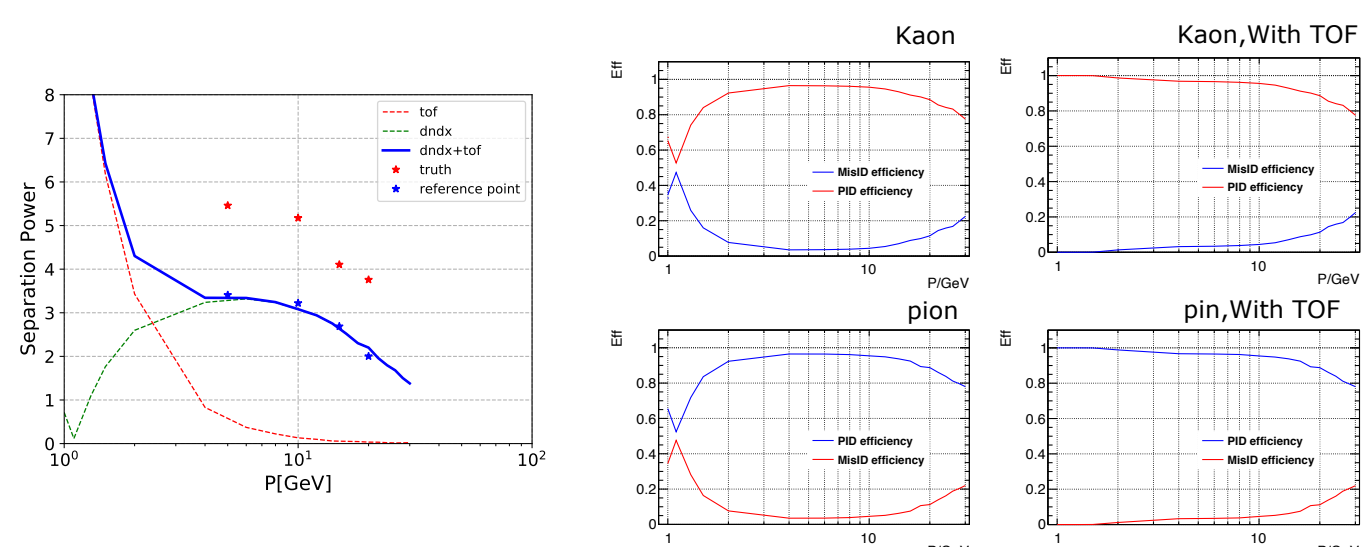 Separation Power
8
7
6
5
4
3
2
1
0
10⁰
10¹
10²
P[GeV]
tof
dndx
dndx+tof
truth
reference point
Kaon
Eff
1
0.8
0.6
0.4
0.2
0
MisID efficiency
PID efficiency
1
10
P/GeV
Kaon,With TOF
Eff
1
0.8
0.6
0.4
0.2
0
MisID efficiency
PID efficiency
1
10
P/GeV
pion
Eff
1
0.8
0.6
0.4
0.2
0
PID efficiency
MisID efficiency
1
10
pin,With TOF
Eff
1
0.8
0.6
0.4
0.2
0
PID efficiency
MisID efficiency
1
10